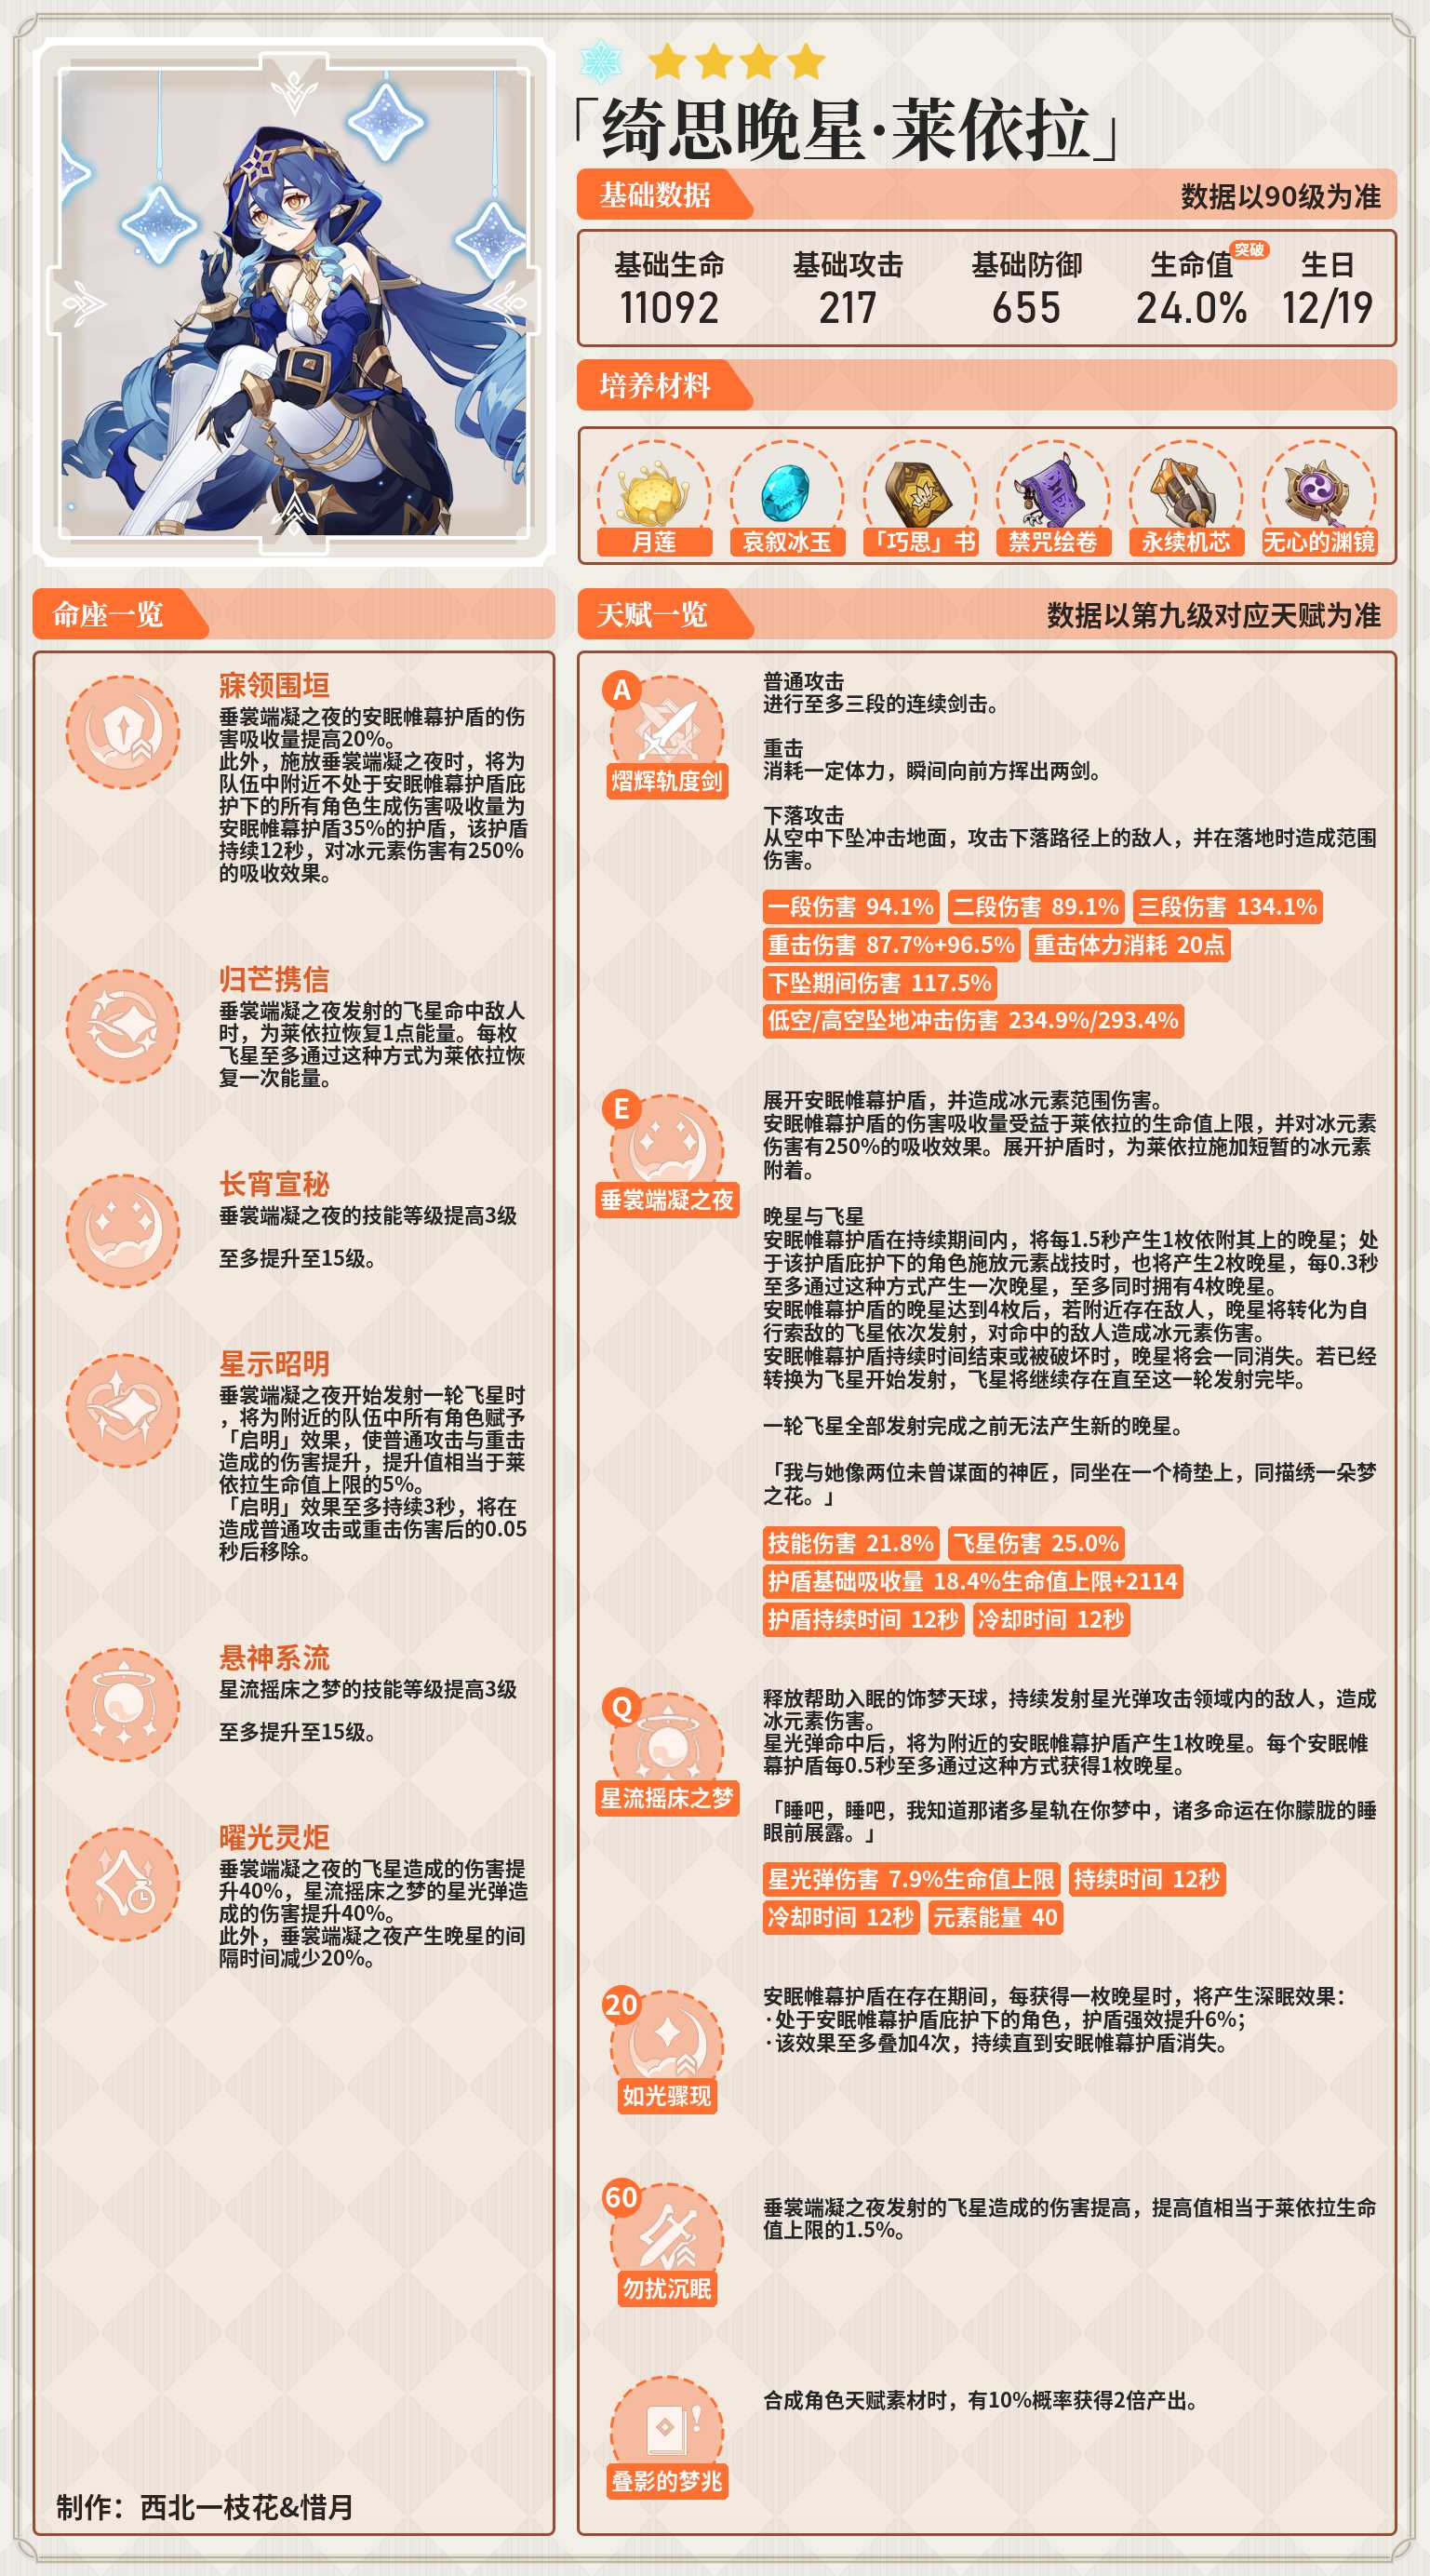 「绮思晚星·莱依拉」
基础数据
数据以90级为准
基础生命
基础攻击
基础防御
生命值
突破
生日
11092
217
655
24.0%
12/19
培养材料
月莲
哀叙冰玉
「巧思」书
禁咒绘卷
永续机芯
无心的渊镜
命座一览
寐领围垣
垂裳端凝之夜的安眠帷幕护盾的伤
害吸收量提高20%。
此外，施放垂裳端凝之夜时，将为
队伍中附近不处于安眠帷幕护盾庇
护下的所有角色生成伤害吸收量为
安眠帷幕护盾35%的护盾，该护盾
持续12秒，对冰元素伤害有250%
的吸收效果。
归芒携信
垂裳端凝之夜发射的飞星命中敌人
时，为莱依拉恢复1点能量。每枚
飞星至多通过这种方式为莱依拉恢
复一次能量。
长宵宣秘
垂裳端凝之夜的技能等级提高3级
至多提升至15级。
星示昭明
垂裳端凝之夜开始发射一轮飞星时
，将为附近的队伍中所有角色赋予
「启明」效果，使普通攻击与重击
造成的伤害提升，提升值相当于莱
依拉生命值上限的5%。
「启明」效果至多持续3秒，将在
造成普通攻击或重击伤害后的0.05
秒后移除。
悬神系流
星流摇床之梦的技能等级提高3级
至多提升至15级。
曜光灵炬
垂裳端凝之夜的飞星造成的伤害提
升40%，星流摇床之梦的星光弹造
成的伤害提升40%。
此外，垂裳端凝之夜产生晚星的间
隔时间减少20%。
制作：西北一枝花&惜月
天赋一览
数据以第九级对应天赋为准
A
熠辉轨度剑
普通攻击
进行至多三段的连续剑击。
重击
消耗一定体力，瞬间向前方挥出两剑。
下落攻击
从空中下坠冲击地面，攻击下落路径上的敌人，并在落地时造成范围
伤害。
一段伤害 94.1% 二段伤害 89.1% 三段伤害 134.1%
重击伤害 87.7%+96.5% 重击体力消耗 20点
下坠期间伤害 117.5%
低空/高空坠地冲击伤害 234.9%/293.4%
E
垂裳端凝之夜
展开安眠帷幕护盾，并造成冰元素范围伤害。
安眠帷幕护盾的伤害吸收量受益于莱依拉的生命值上限，并对冰元素
伤害有250%的吸收效果。展开护盾时，为莱依拉施加短暂的冰元素
附着。
晚星与飞星
安眠帷幕护盾在持续期间内，将每1.5秒产生1枚依附其上的晚星；处
于该护盾庇护下的角色施放元素战技时，也将产生2枚晚星，每0.3秒
至多通过这种方式产生一次晚星，至多同时拥有4枚晚星。
安眠帷幕护盾的晚星达到4枚后，若附近存在敌人，晚星将转化为自
行索敌的飞星依次发射，对命中的敌人造成冰元素伤害。
安眠帷幕护盾持续时间结束或被破坏时，晚星将会一同消失。若已经
转换为飞星开始发射，飞星将继续存在直至这一轮发射完毕。
一轮飞星全部发射完成之前无法产生新的晚星。
「我与她像两位未曾谋面的神匠，同坐在一个椅垫上，同描绣一朵梦
之花。」
技能伤害 21.8% 飞星伤害 25.0%
护盾基础吸收量 18.4%生命值上限+2114
护盾持续时间 12秒 冷却时间 12秒
Q
星流摇床之梦
释放帮助入眠的饰梦天球，持续发射星光弹攻击领域内的敌人，造成
冰元素伤害。
星光弹命中后，将为附近的安眠帷幕护盾产生1枚晚星。每个安眠帷
幕护盾每0.5秒至多通过这种方式获得1枚晚星。
「睡吧，睡吧，我知道那诸多星轨在你梦中，诸多命运在你朦胧的睡
眼前展露。」
星光弹伤害 7.9%生命值上限 持续时间 12秒
冷却时间 12秒 元素能量 40
20
如光骤现
安眠帷幕护盾在存在期间，每获得一枚晚星时，将产生深眠效果：
·处于安眠帷幕护盾庇护下的角色，护盾强效提升6%；
·该效果至多叠加4次，持续直到安眠帷幕护盾消失。
60
勿扰沉眠
垂裳端凝之夜发射的飞星造成的伤害提高，提高值相当于莱依拉生命
值上限的1.5%。
叠影的梦兆
合成角色天赋素材时，有10%概率获得2倍产出。